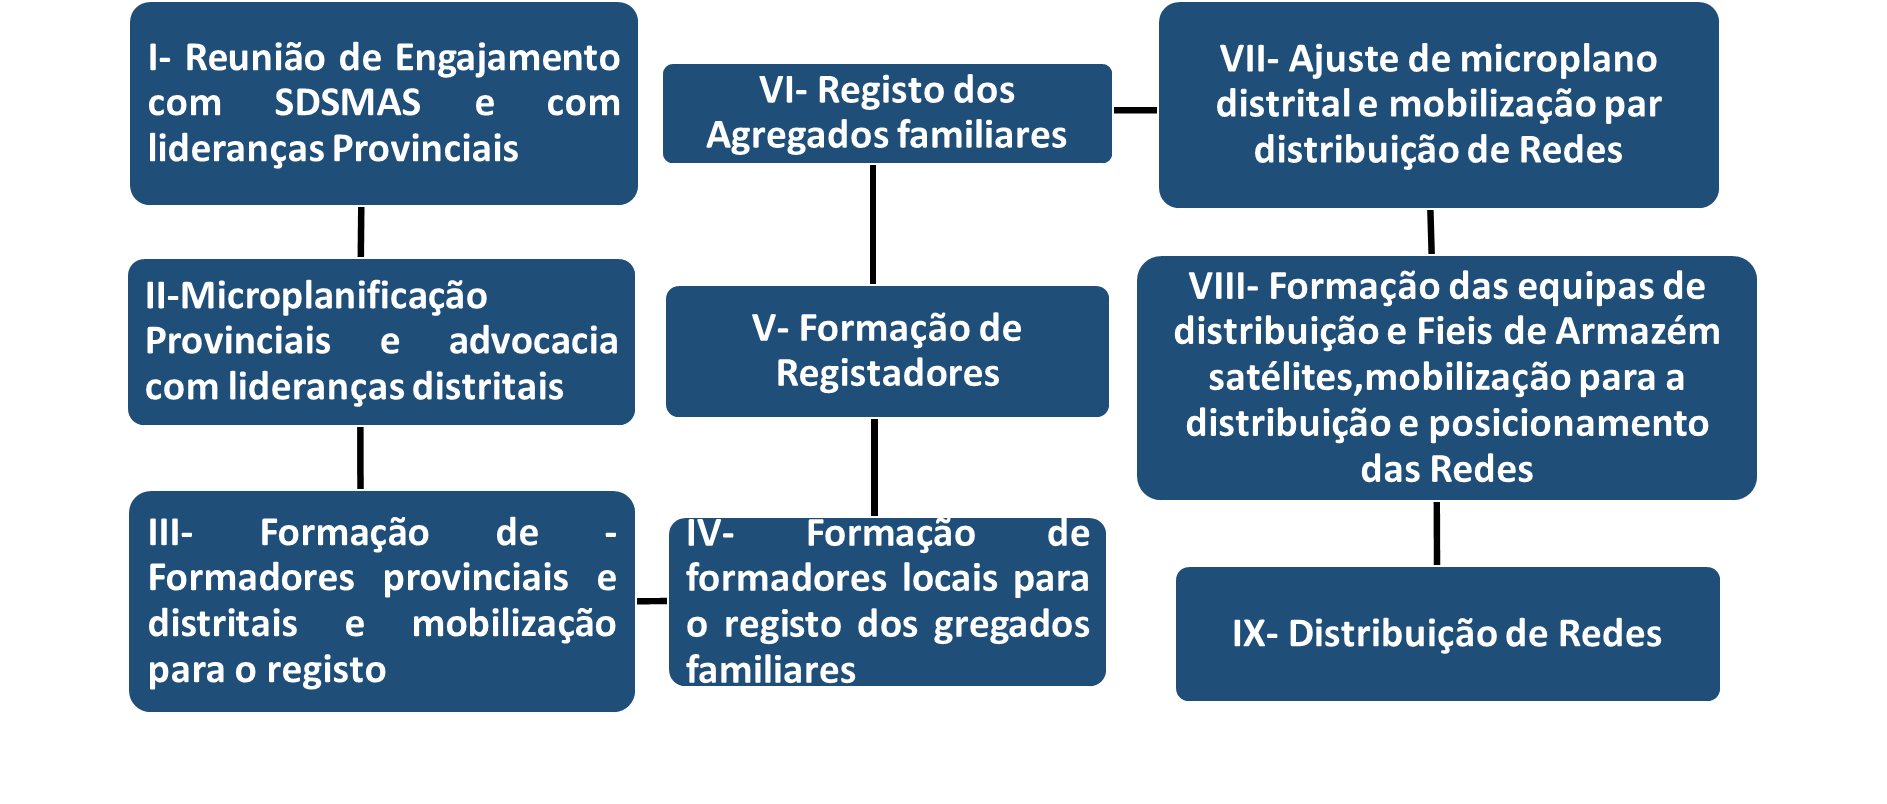 I- Reunião de Engajamento
com SDSMAS e com
lideranças Provinciais
II-Microplanificação
Provinciais e advocacia
com lideranças distritais
III- Formação de -
Formadores provinciais e
distritais e mobilização
para o registo
IV- Formação de
formadores locais para
o registo dos gregados
familiares
V- Formação de
Registadores
VI- Registo dos
Agregados familiares
VII- Ajuste de microplano
distrital e mobilização par
distribuição de Redes
VIII- Formação das equipas de
distribuição e Fieis de Armazém
satélites,mobilização para a
distribuição e posicionamento
das Redes
IX- Distribuição de Redes